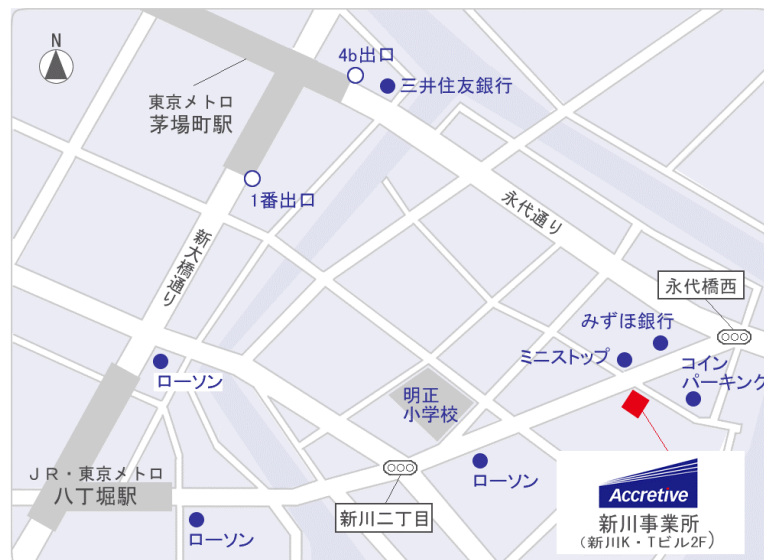 N
4b出口
三井住友銀行
東京メトロ
茅場町駅
1番出口
永代通り
新大橋通り
永代橋西
みずほ銀行
ミニストップ
コイン
パーキング
ローソン
明正
小学校
JR・東京メトロ
八丁堀駅
ローソン
新川二丁目
ローソン
Accretive
新川事業所
(新川K・Tビル2F)